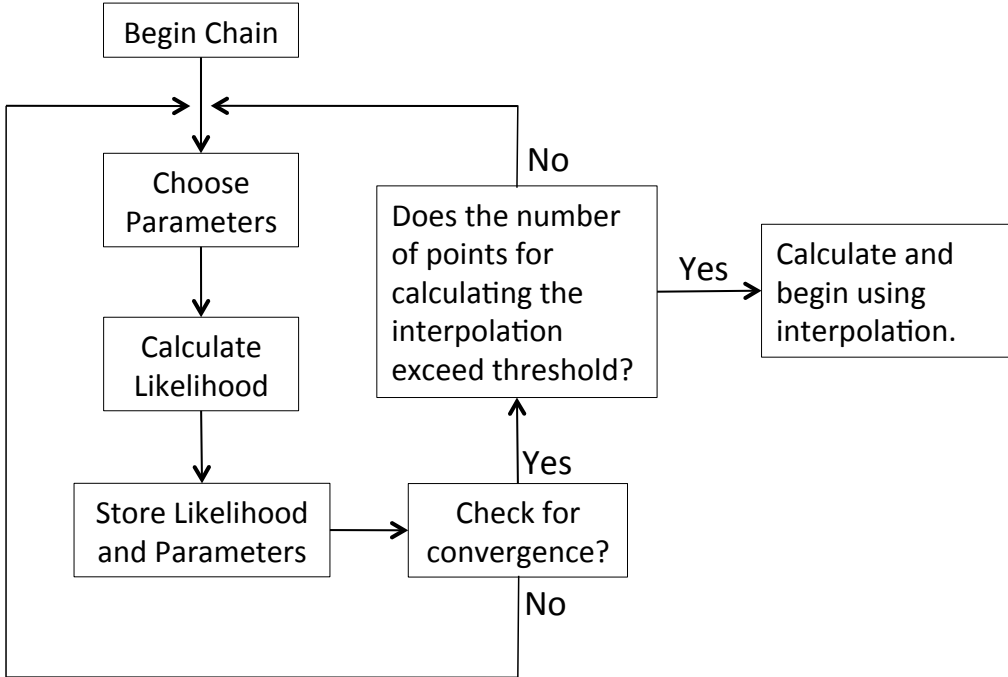 Begin Chain
Choose
Parameters
Calculate
Likelihood
Store Likelihood
and Parameters
Check for
convergence?
No
Yes
Does the number
of points for
calculating the
interpolation
exceed threshold?
No
Yes
Calculate and
begin using
interpolation.